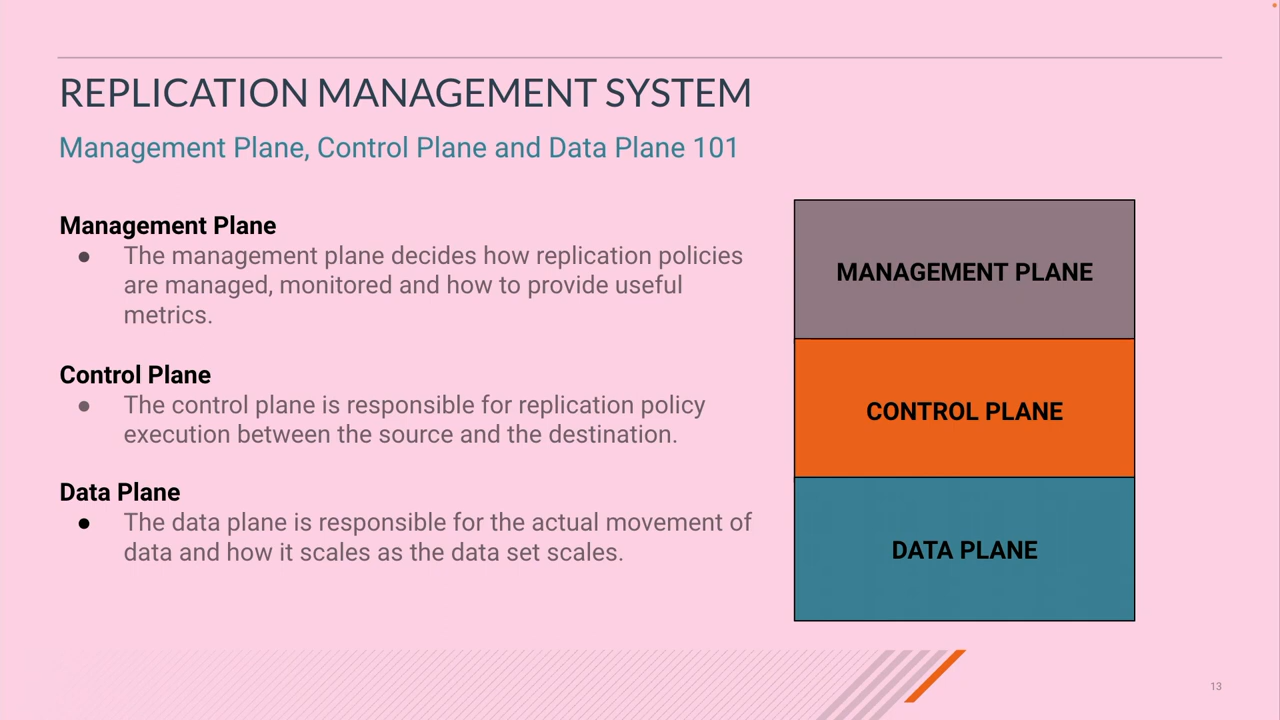 REPLICATION MANAGEMENT SYSTEM
Management Plane, Control Plane and Data Plane 101
Management Plane
● The management plane decides how replication policies
are managed, monitored and how to provide useful
metrics.
Control Plane
● The control plane is responsible for replication policy
execution between the source and the destination.
Data Plane
● The data plane is responsible for the actual movement of
data and how it scales as the data set scales.
MANAGEMENT PLANE
CONTROL PLANE
DATA PLANE
13